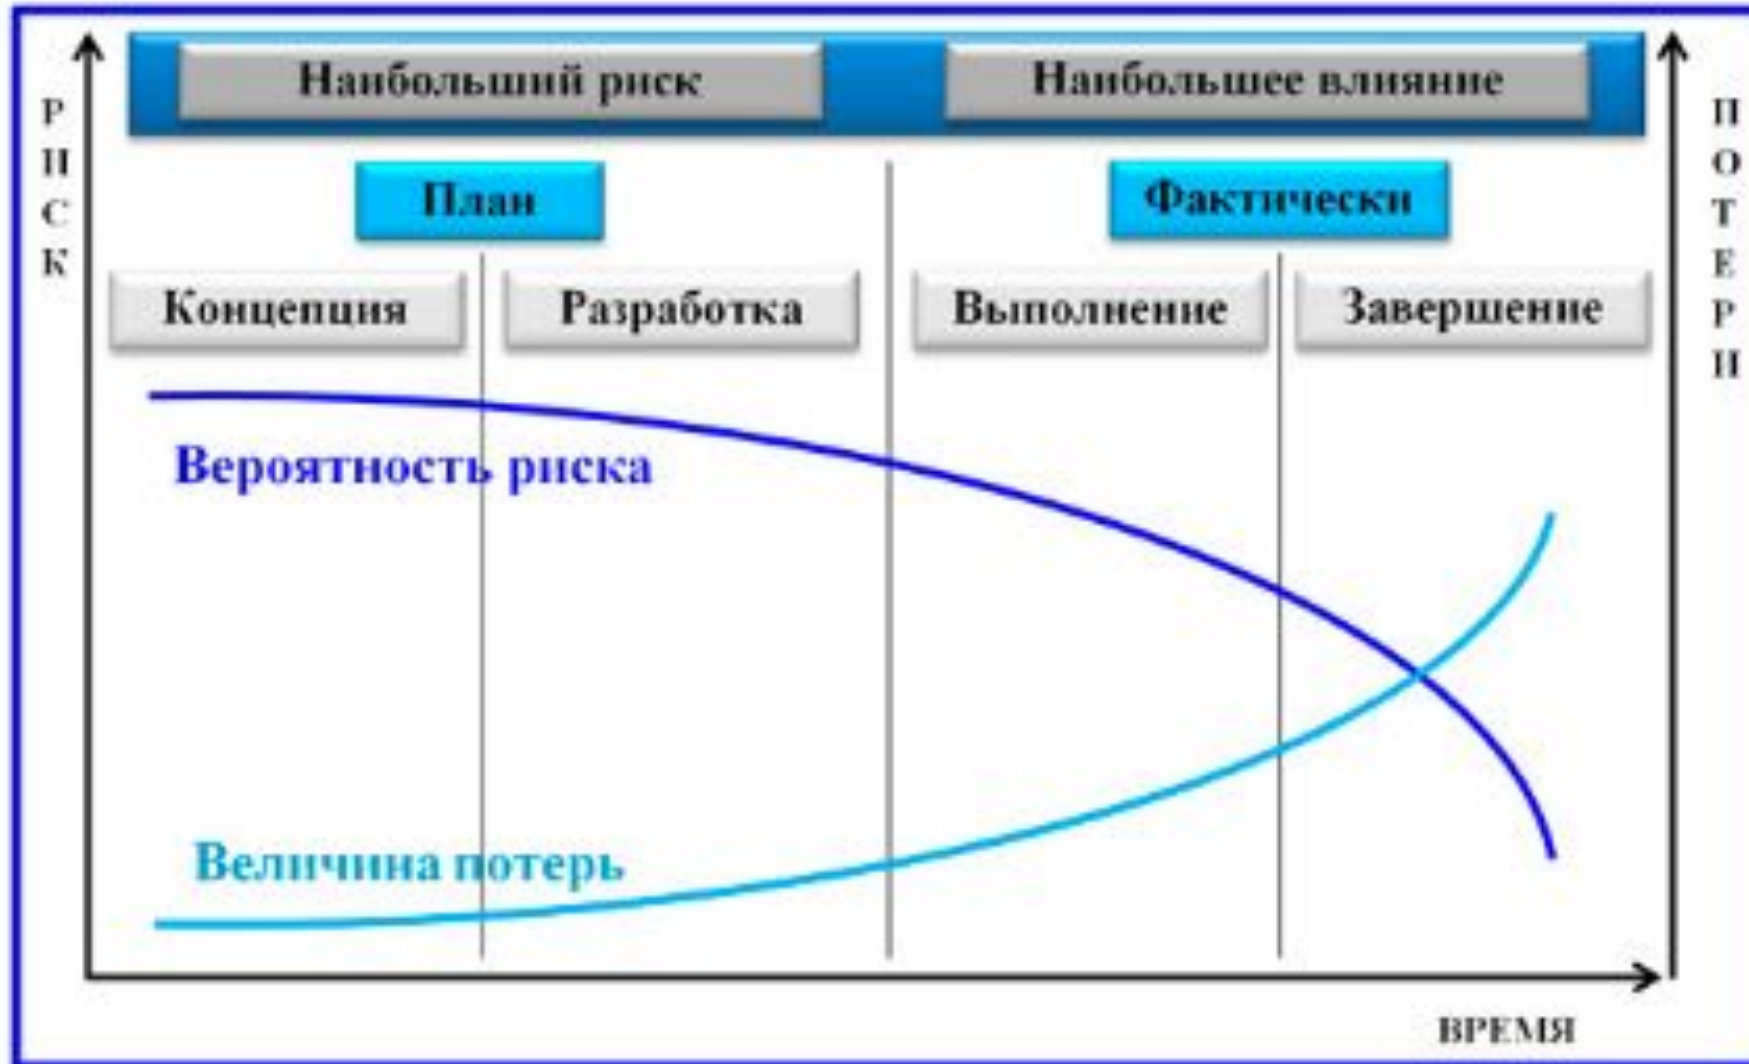 Наибольший риск Наибольшее влияние
РИСК
ПОТЕРИ
План Фактически
Концепция Разработка Выполнение Завершение
Вероятность риска
Величина потерь
ВРЕМЯ